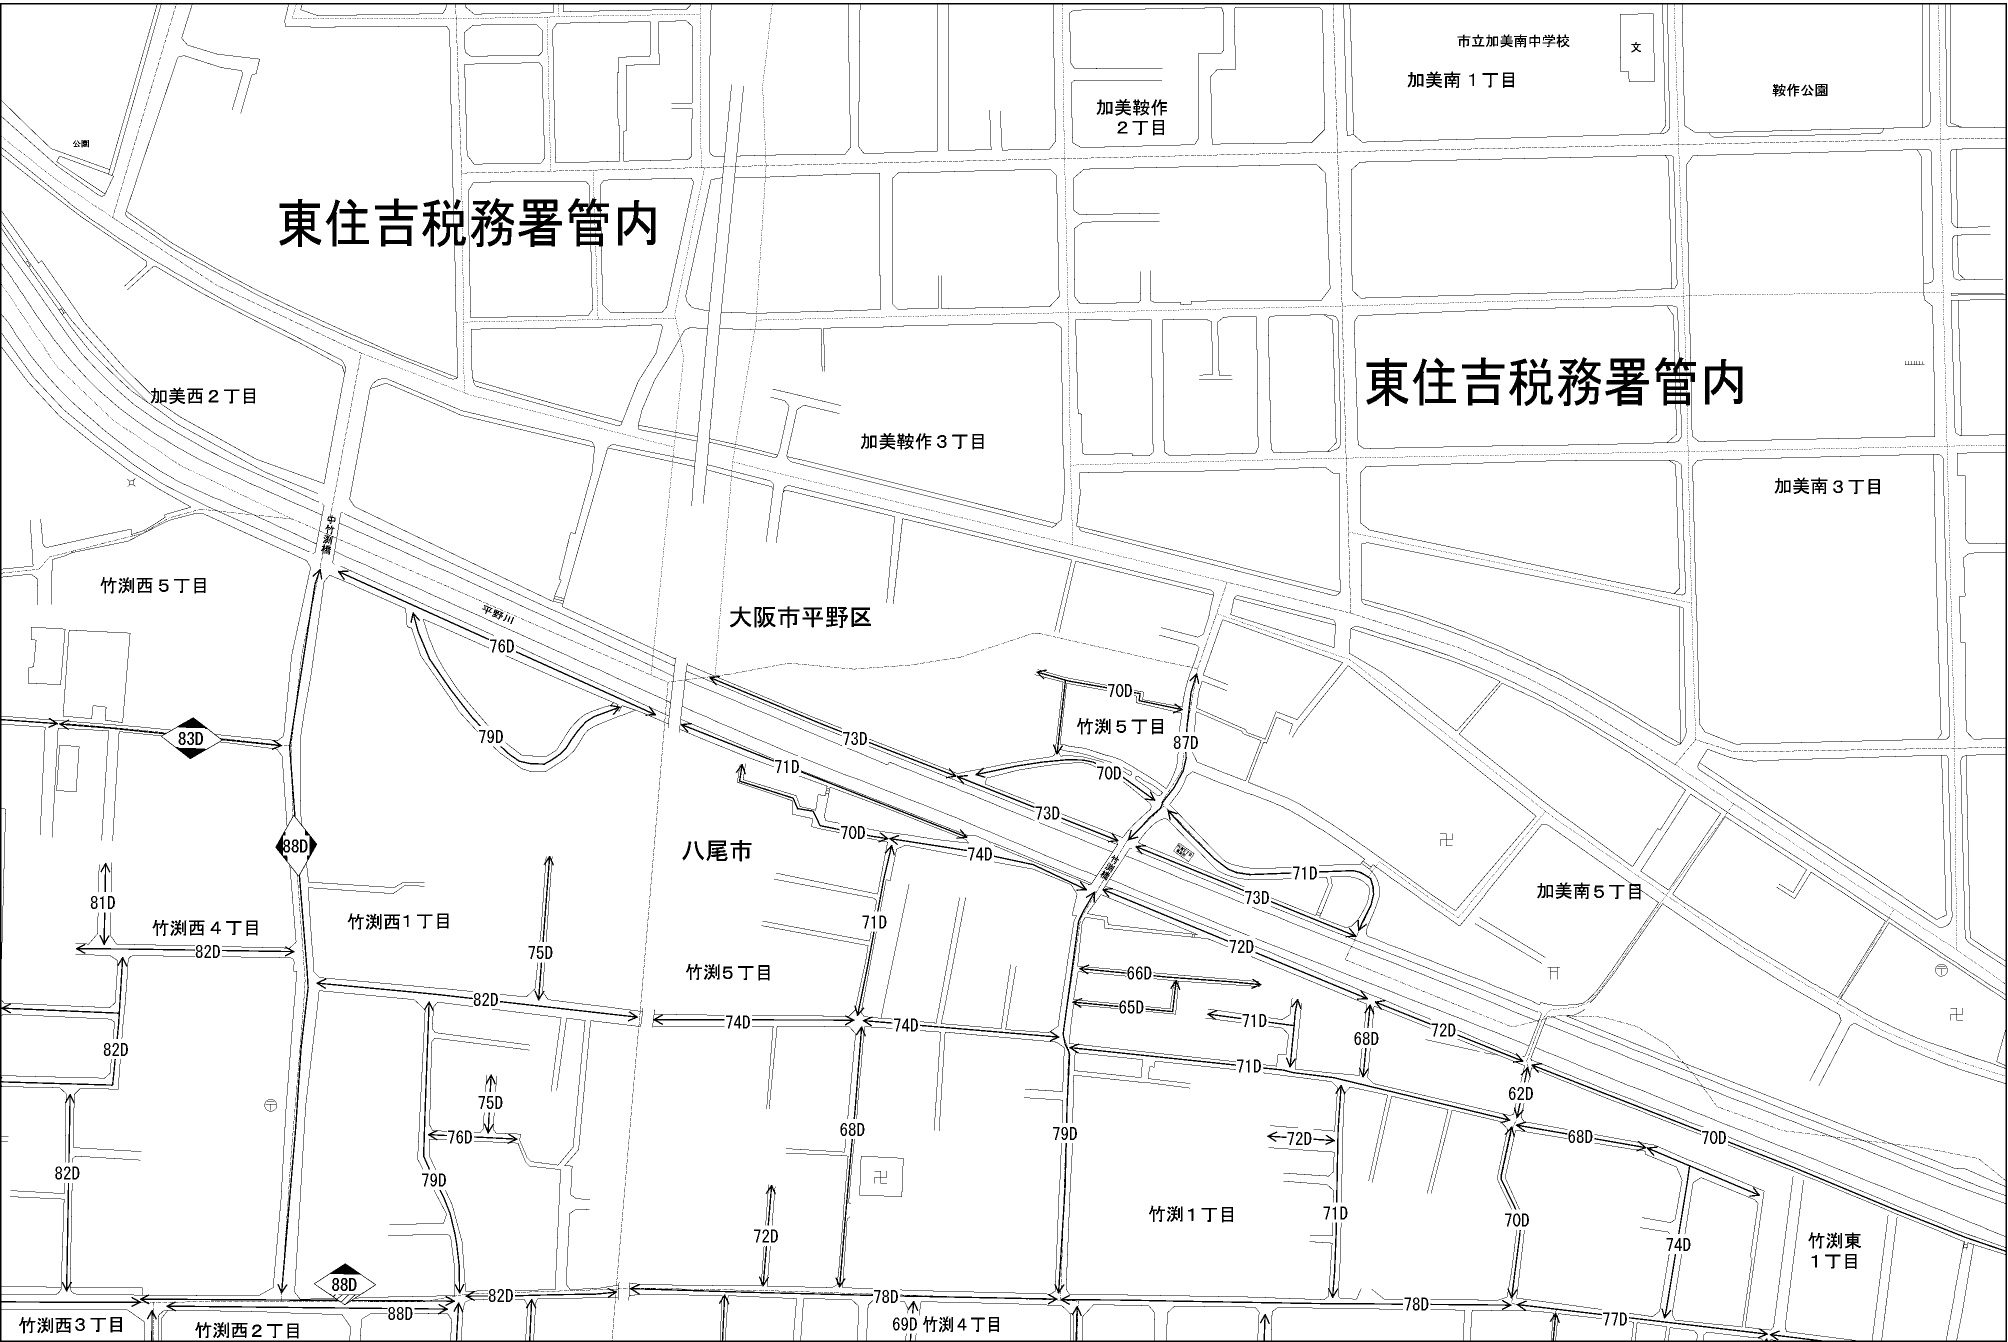 市立加美南中学校
文
加美南1丁目
鞍作公園
加美鞍作
2丁目
公園
東住吉税務署管内
東住吉税務署管内
加美西2丁目
加美鞍作3丁目
加美南3丁目
中竹渕橋
竹渕西5丁目
平野川
大阪市平野区
76D
70D
竹渕5丁目
79D
73D
87D
83D
71D
70D
73D
70D
八尾市
88D
74D
竹渕橋
71D
加美南5丁目
73D
81D
竹渕西4丁目
竹渕西1丁目
71D
72D
82D
75D
竹渕5丁目
66D
82D
65D
74D
74D
71D
72D
68D
82D
71D
62D
75D
76D
68D
79D
72D
68D
70D
82D
79D
竹渕1丁目
71D
70D
72D
74D
竹渕東
1丁目
88D
82D
78D
78D
88D
77D
竹渕西3丁目
竹渕西2丁目
69D
竹渕4丁目